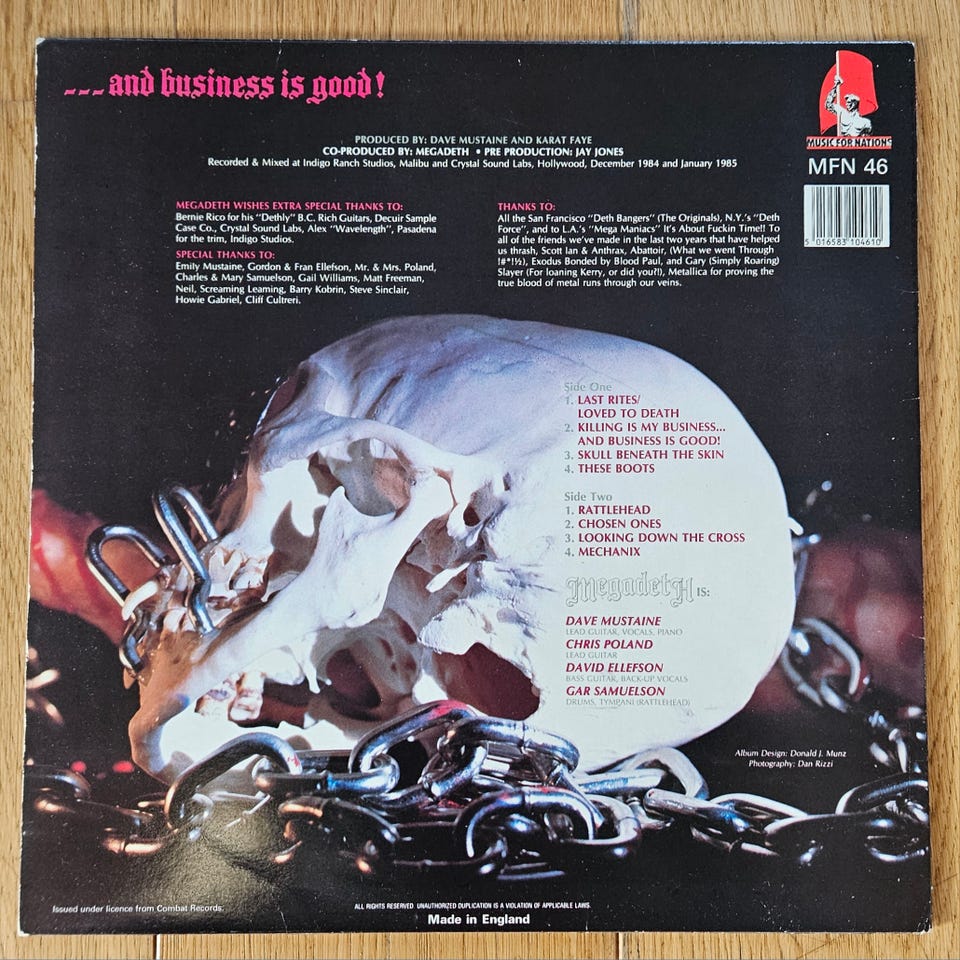 ...and business is good!
MUSIC FOR NATIONS
MFN 46
5 016583 104610
PRODUCED BY: DAVE MUSTAINE AND KARAT FAYE
CO-PRODUCED BY: MEGADETH • PRE PRODUCTION: JAY JONES
Recorded & Mixed at Indigo Ranch Studios, Malibu and Crystal Sound Labs, Hollywood, December 1984 and January 1985
MEGADETH WISHES EXTRA SPECIAL THANKS TO:
Bernie Rico for his "Dethly" B.C. Rich Guitars, Decuir Sample
Case Co., Crystal Sound Labs, Alex "Wavelength", Pasadena
for the trim, Indigo Studios.
SPECIAL THANKS TO:
Emily Mustaine, Gordon & Fran Ellefson, Mr. & Mrs. Poland,
Charles & Mary Samuelson, Gail Williams, Matt Freeman,
Neil, Screaming Leaming, Barry Kobrin, Steve Sinclair,
Howie Gabriel, Cliff Cultreri.
THANKS TO:
All the San Francisco "Deth Bangers" (The Originals), N.Y.'s "Deth
Force", and to L.A.'s "Mega Maniacs" It's About Fuckin Time!! To
all of the friends we've made in the last two years that have helped
us thrash, Scott Ian & Anthrax, Abattoir, (What we went Through
!#*!½), Exodus Bonded by Blood Paul, and Gary (Simply Roaring)
Slayer (For loaning Kerry, or did you?!), Metallica for proving the
true blood of metal runs through our veins.
Side One
1. LAST RITES/
LOVED TO DEATH
2. KILLING IS MY BUSINESS...
AND BUSINESS IS GOOD!
3. SKULL BENEATH THE SKIN
4. THESE BOOTS
Side Two
1. RATTLEHEAD
2. CHOSEN ONES
3. LOOKING DOWN THE CROSS
4. MECHANIX
MegadetH IS:
DAVE MUSTAINE
LEAD GUITAR, VOCALS, PIANO
CHRIS POLAND
LEAD GUITAR
DAVID ELLEFSON
BASS GUITAR, BACK-UP VOCALS
GAR SAMUELSON
DRUMS, TYMPANI (RATTLEHEAD)
Album Design: Donald J. Munz
Photography: Dan Rizzi
Issued under licence from Combat Records.
ALL RIGHTS RESERVED. UNAUTHORIZED DUPLICATION IS A VIOLATION OF APPLICABLE LAWS.
Made in England